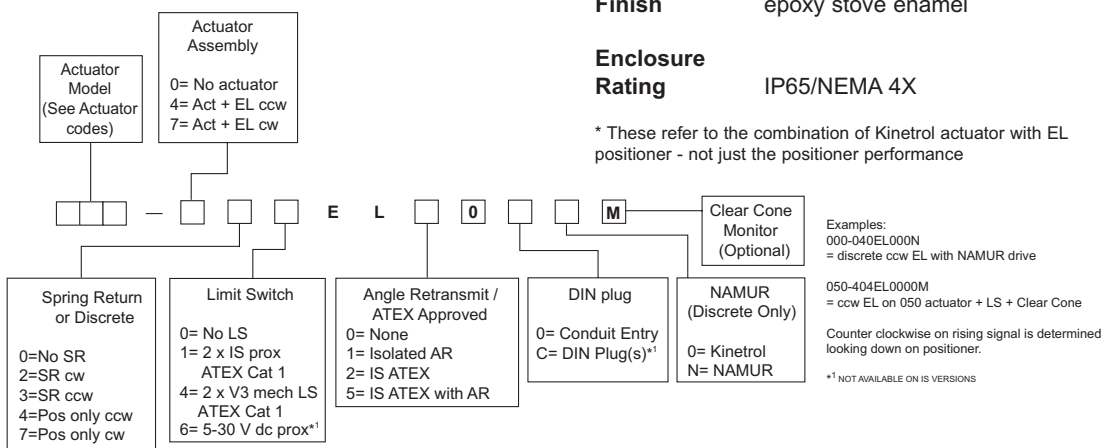 Finish epoxy stove enamel
Enclosure
Rating IP65/NEMA 4X
* These refer to the combination of Kinetrol actuator with EL
positioner - not just the positioner performance
Actuator
Model
(See Actuator
codes)
Actuator
Assembly
0= No actuator
4= Act + EL ccw
7= Act + EL cw
— E L 0 M
Clear Cone
Monitor
(Optional)
Spring Return
or Discrete
0=No SR
2=SR cw
3=SR ccw
4=Pos only ccw
7=Pos only cw
Limit Switch
0= No LS
1= 2 x IS prox
ATEX Cat 1
4= 2 x V3 mech LS
ATEX Cat 1
6= 5-30 V dc prox*1
Angle Retransmit /
ATEX Approved
0= None
1= Isolated AR
2= IS ATEX
5= IS ATEX with AR
DIN plug
0= Conduit Entry
C= DIN Plug(s)*1
NAMUR
(Discrete Only)
0= Kinetrol
N= NAMUR
Examples:
000-040EL000N
= discrete ccw EL with NAMUR drive
050-404EL0000M
= ccw EL on 050 actuator + LS + Clear Cone
Counter clockwise on rising signal is determined
looking down on positioner.
*1 NOT AVAILABLE ON IS VERSIONS